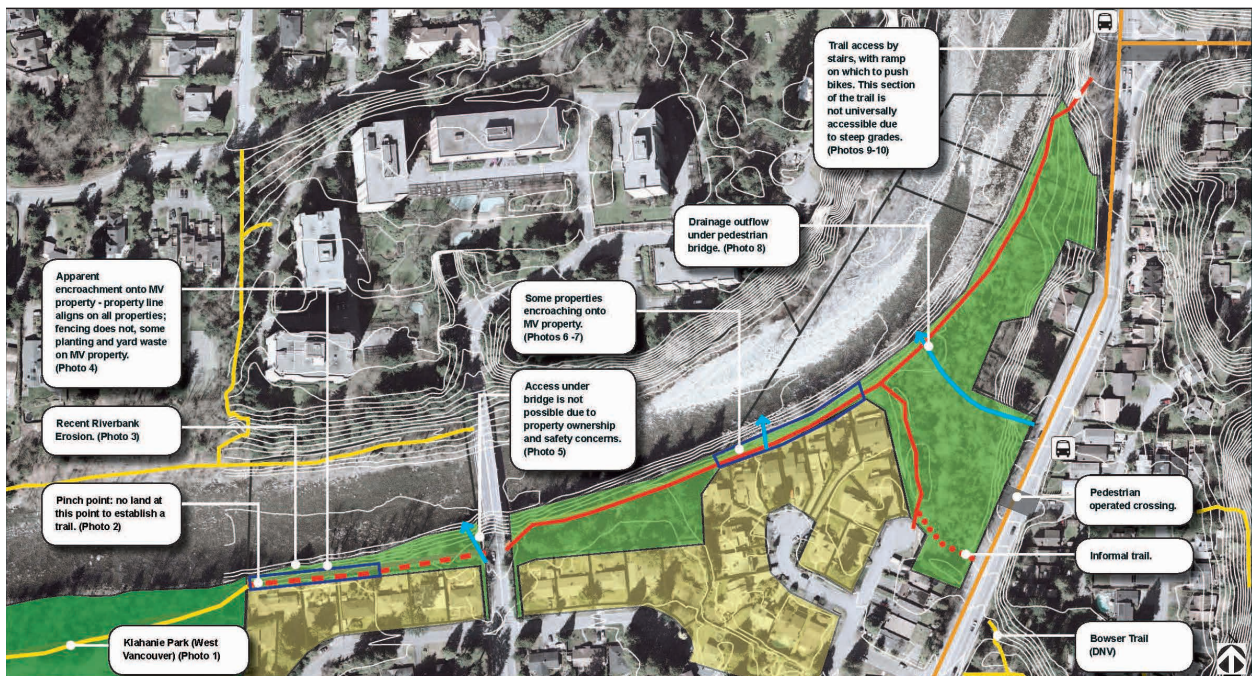 Trail access by
stairs, with ramp
on which to push
bikes. This section
of the trail is
not universally
accessible due
to steep grades.
(Photos 9-10)
Drainage outflow
under pedestrian
bridge. (Photo 8)
Apparent
encroachment onto MV
property - property line
aligns on all properties;
fencing does not, some
planting and yard waste
on MV property.
(Photo 4)
Some properties
encroaching onto
MV property.
(Photos 6 -7)
Access under
bridge is not
possible due to
property ownership
and safety concerns.
(Photo 5)
Recent Riverbank
Erosion. (Photo 3)
Pinch point: no land at
this point to establish a
trail. (Photo 2)
Pedestrian
operated crossing.
Informal trail.
Klahanie Park (West
Vancouver) (Photo 1)
Bowser Trail
(DNV)